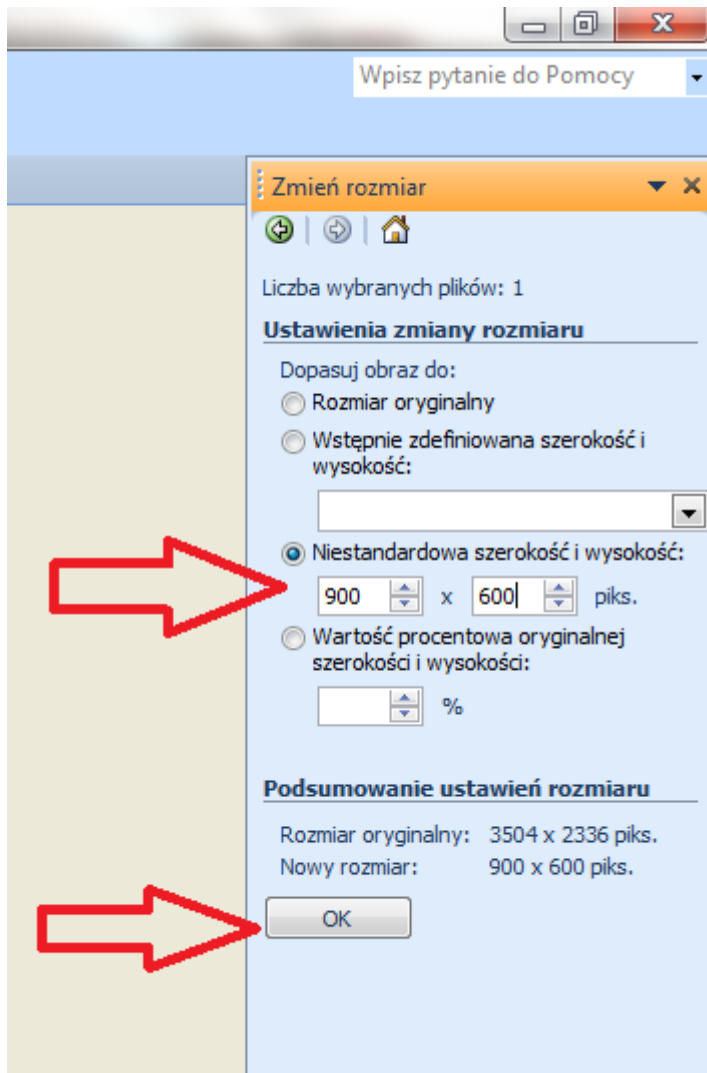 Wpisz pytanie do Pomocy
Zmień rozmiar
Liczba wybranych plików: 1
Ustawienia zmiany rozmiaru
Dopasuj obraz do:
Rozmiar oryginalny
Wstępnie zdefiniowana szerokość i
wysokość:
Niestandardowa szerokość i wysokość:
900 x 600 piks.
Wartość procentowa oryginalnej
szerokości i wysokości:
%
Podsumowanie ustawień rozmiaru
Rozmiar oryginalny: 3504 x 2336 piks.
Nowy rozmiar: 900 x 600 piks.
OK